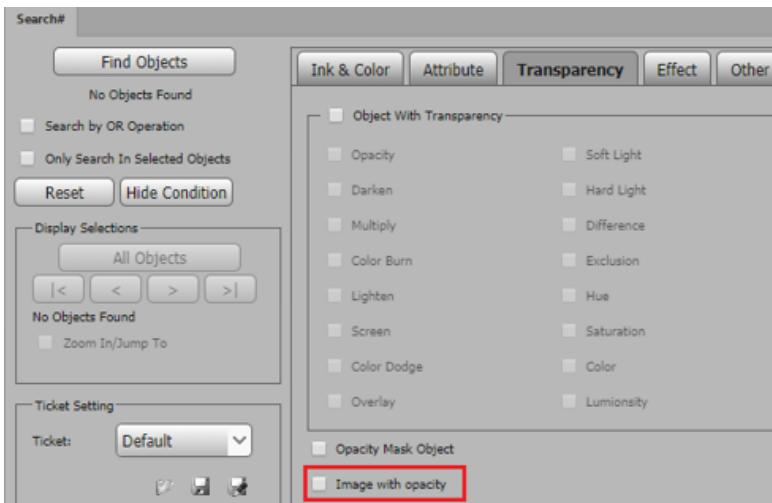 Search#
Find Objects
No Objects Found
Search by OR Operation
Only Search In Selected Objects
Reset
Hide Condition
Display Selections
All Objects
|<
<
>
>|
No Objects Found
Zoom In/Jump To
Ticket Setting
Ticket:
Default
Ink & Color
Attribute
Transparency
Effect
Other
Object With Transparency
Opacity
Soft Light
Darken
Hard Light
Multiply
Difference
Color Burn
Exclusion
Lighten
Hue
Screen
Saturation
Color Dodge
Color
Overlay
Lumionsity
Opacity Mask Object
Image with opacity